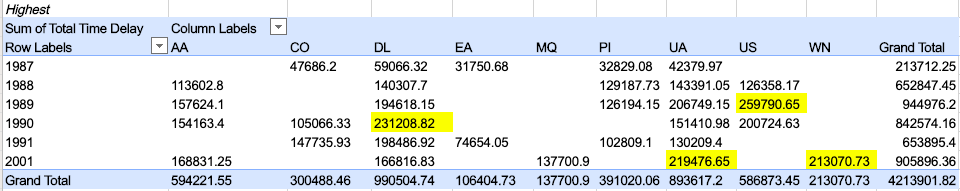 Highest
Sum of Total Time Delay Column Labels
Row Labels AA CO DL EA MQ PI UA US WN Grand Total
1987 47686.2 59066.32 31750.68 32829.08 42379.97 213712.25
1988 113602.8 140307.7 129187.73 143391.05 126358.17 652847.45
1989 157624.1 194618.15 126194.15 206749.15 259790.65 944976.2
1990 154163.4 105066.33 231208.82 151410.98 200724.63 842574.16
1991 147735.93 198486.92 74654.05 102809.1 130209.4 653895.4
2001 168831.25 166816.83 137700.9 219476.65 213070.73 905896.36
Grand Total 594221.55 300488.46 990504.74 106404.73 137700.9 391020.06 893617.2 586873.45 213070.73 4213901.82